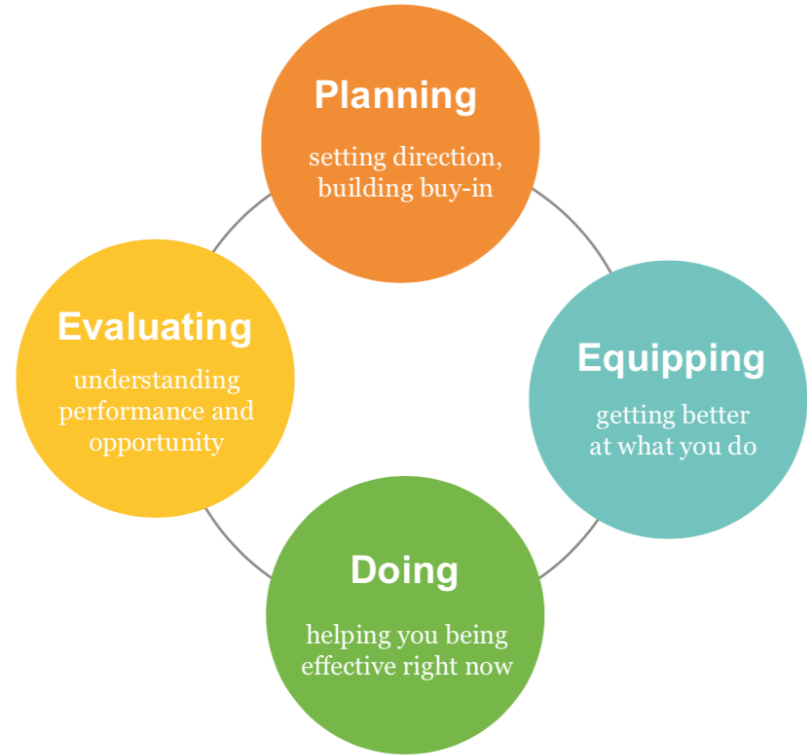 Planning
setting direction,
building buy-in
Equipping
getting better
at what you do
Doing
helping you being
effective right now
Evaluating
understanding
performance and
opportunity